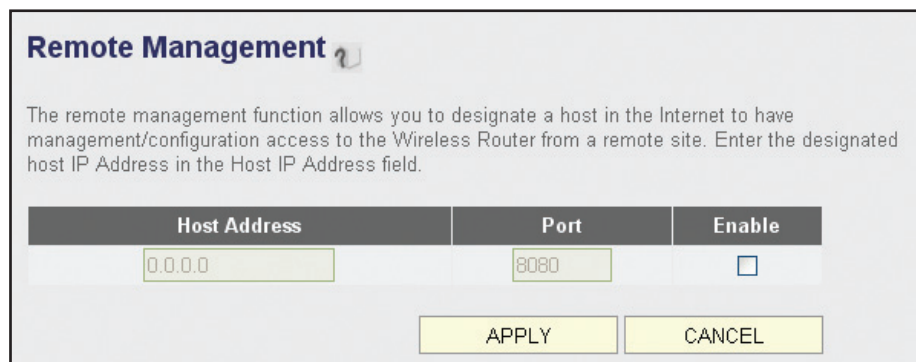 Remote Management
The remote management function allows you to designate a host in the Internet to have
management/configuration access to the Wireless Router from a remote site. Enter the designated
host IP Address in the Host IP Address field.
Host Address Port Enable
0.0.0.0 8080
APPLY CANCEL